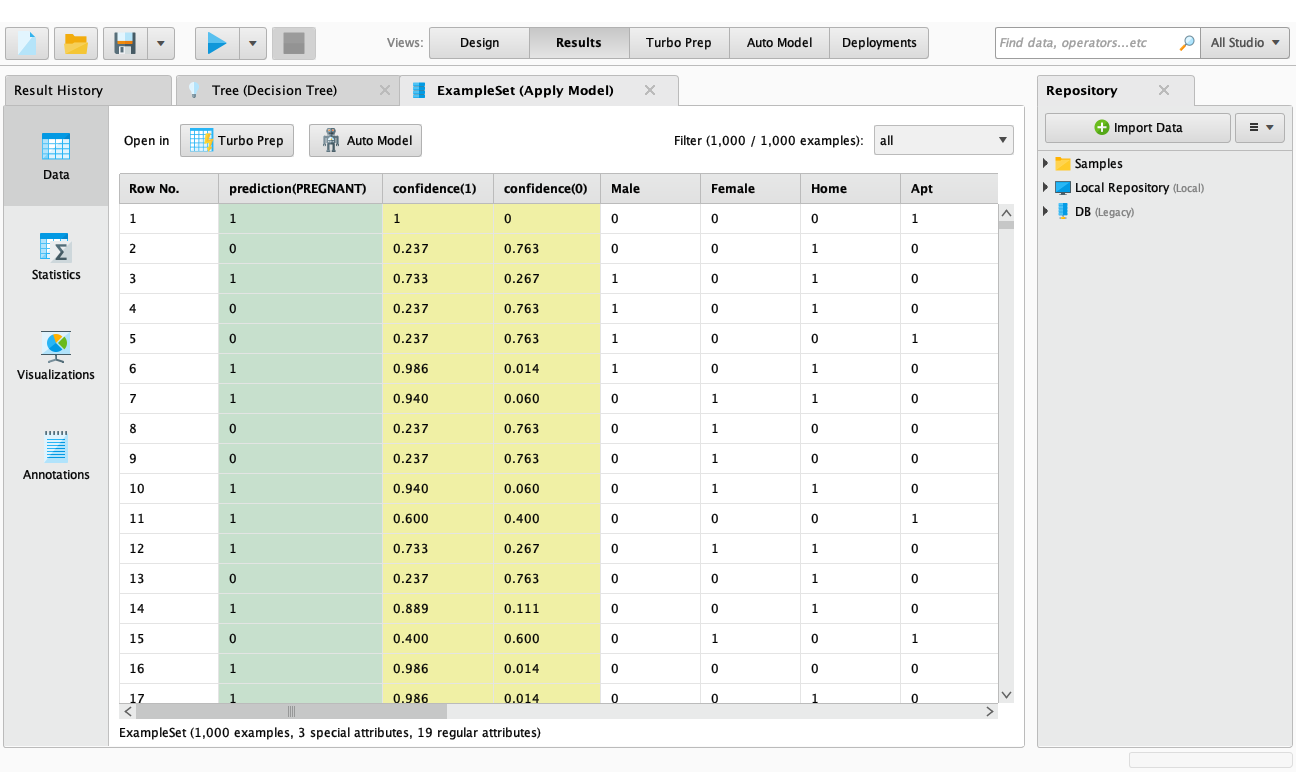 Views: Design Results Turbo Prep Auto Model Deployments Find data, operators...etc All Studio
Result History Tree (Decision Tree) ExampleSet (Apply Model)
Data
Statistics
Visualizations
Annotations
Open in Turbo Prep Auto Model Filter (1,000 / 1,000 examples): all
Row No. prediction(PREGNANT) confidence(1) confidence(0) Male Female Home Apt
1 1 1 0 0 0 0 1
2 0 0.237 0.763 0 0 1 0
3 1 0.733 0.267 1 0 1 0
4 0 0.237 0.763 1 0 1 0
5 0 0.237 0.763 1 0 0 1
6 1 0.986 0.014 1 0 1 0
7 1 0.940 0.060 0 1 1 0
8 0 0.237 0.763 0 1 0 0
9 0 0.237 0.763 0 1 0 0
10 1 0.940 0.060 0 1 1 0
11 1 0.600 0.400 0 0 0 1
12 1 0.733 0.267 0 1 1 0
13 0 0.237 0.763 0 0 1 0
14 1 0.889 0.111 0 0 1 0
15 0 0.400 0.600 0 1 0 1
16 1 0.986 0.014 0 0 0 0
17 1 0.986 0.014 0 0 1 0
ExampleSet (1,000 examples, 3 special attributes, 19 regular attributes)
Repository
Import Data
Samples
Local Repository (Local)
DB (Legacy)